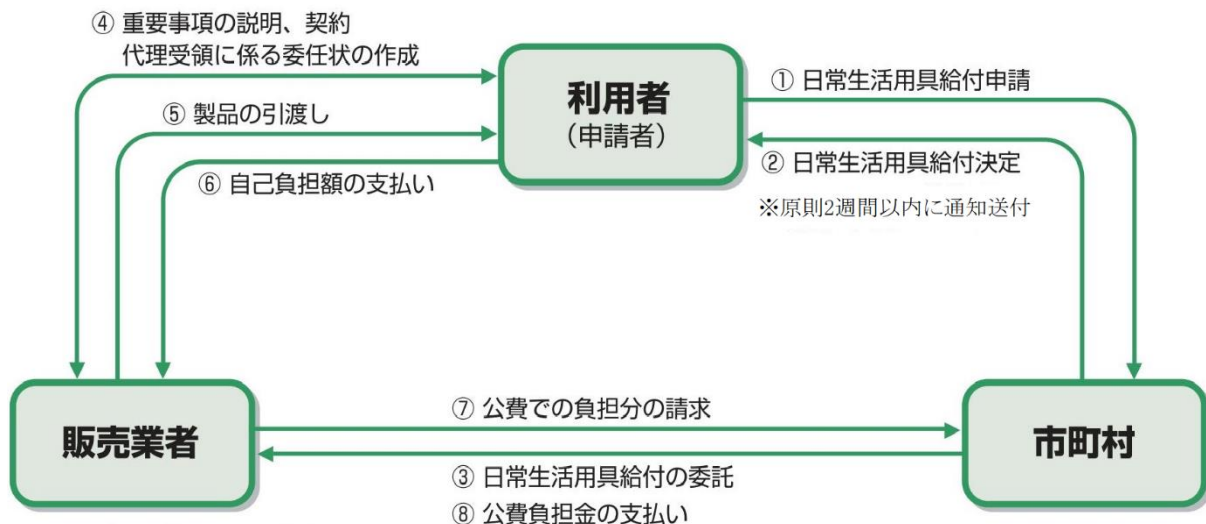 ④ 重要事項の説明、契約
代理受領に係る委任状の作成
利用者
（申請者）
① 日常生活用具給付申請
⑤ 製品の引渡し
② 日常生活用具給付決定
⑥ 自己負担額の支払い
※原則2週間以内に通知送付
販売業者
⑦ 公費での負担分の請求
市町村
③ 日常生活用具給付の委託
⑧ 公費負担金の支払い